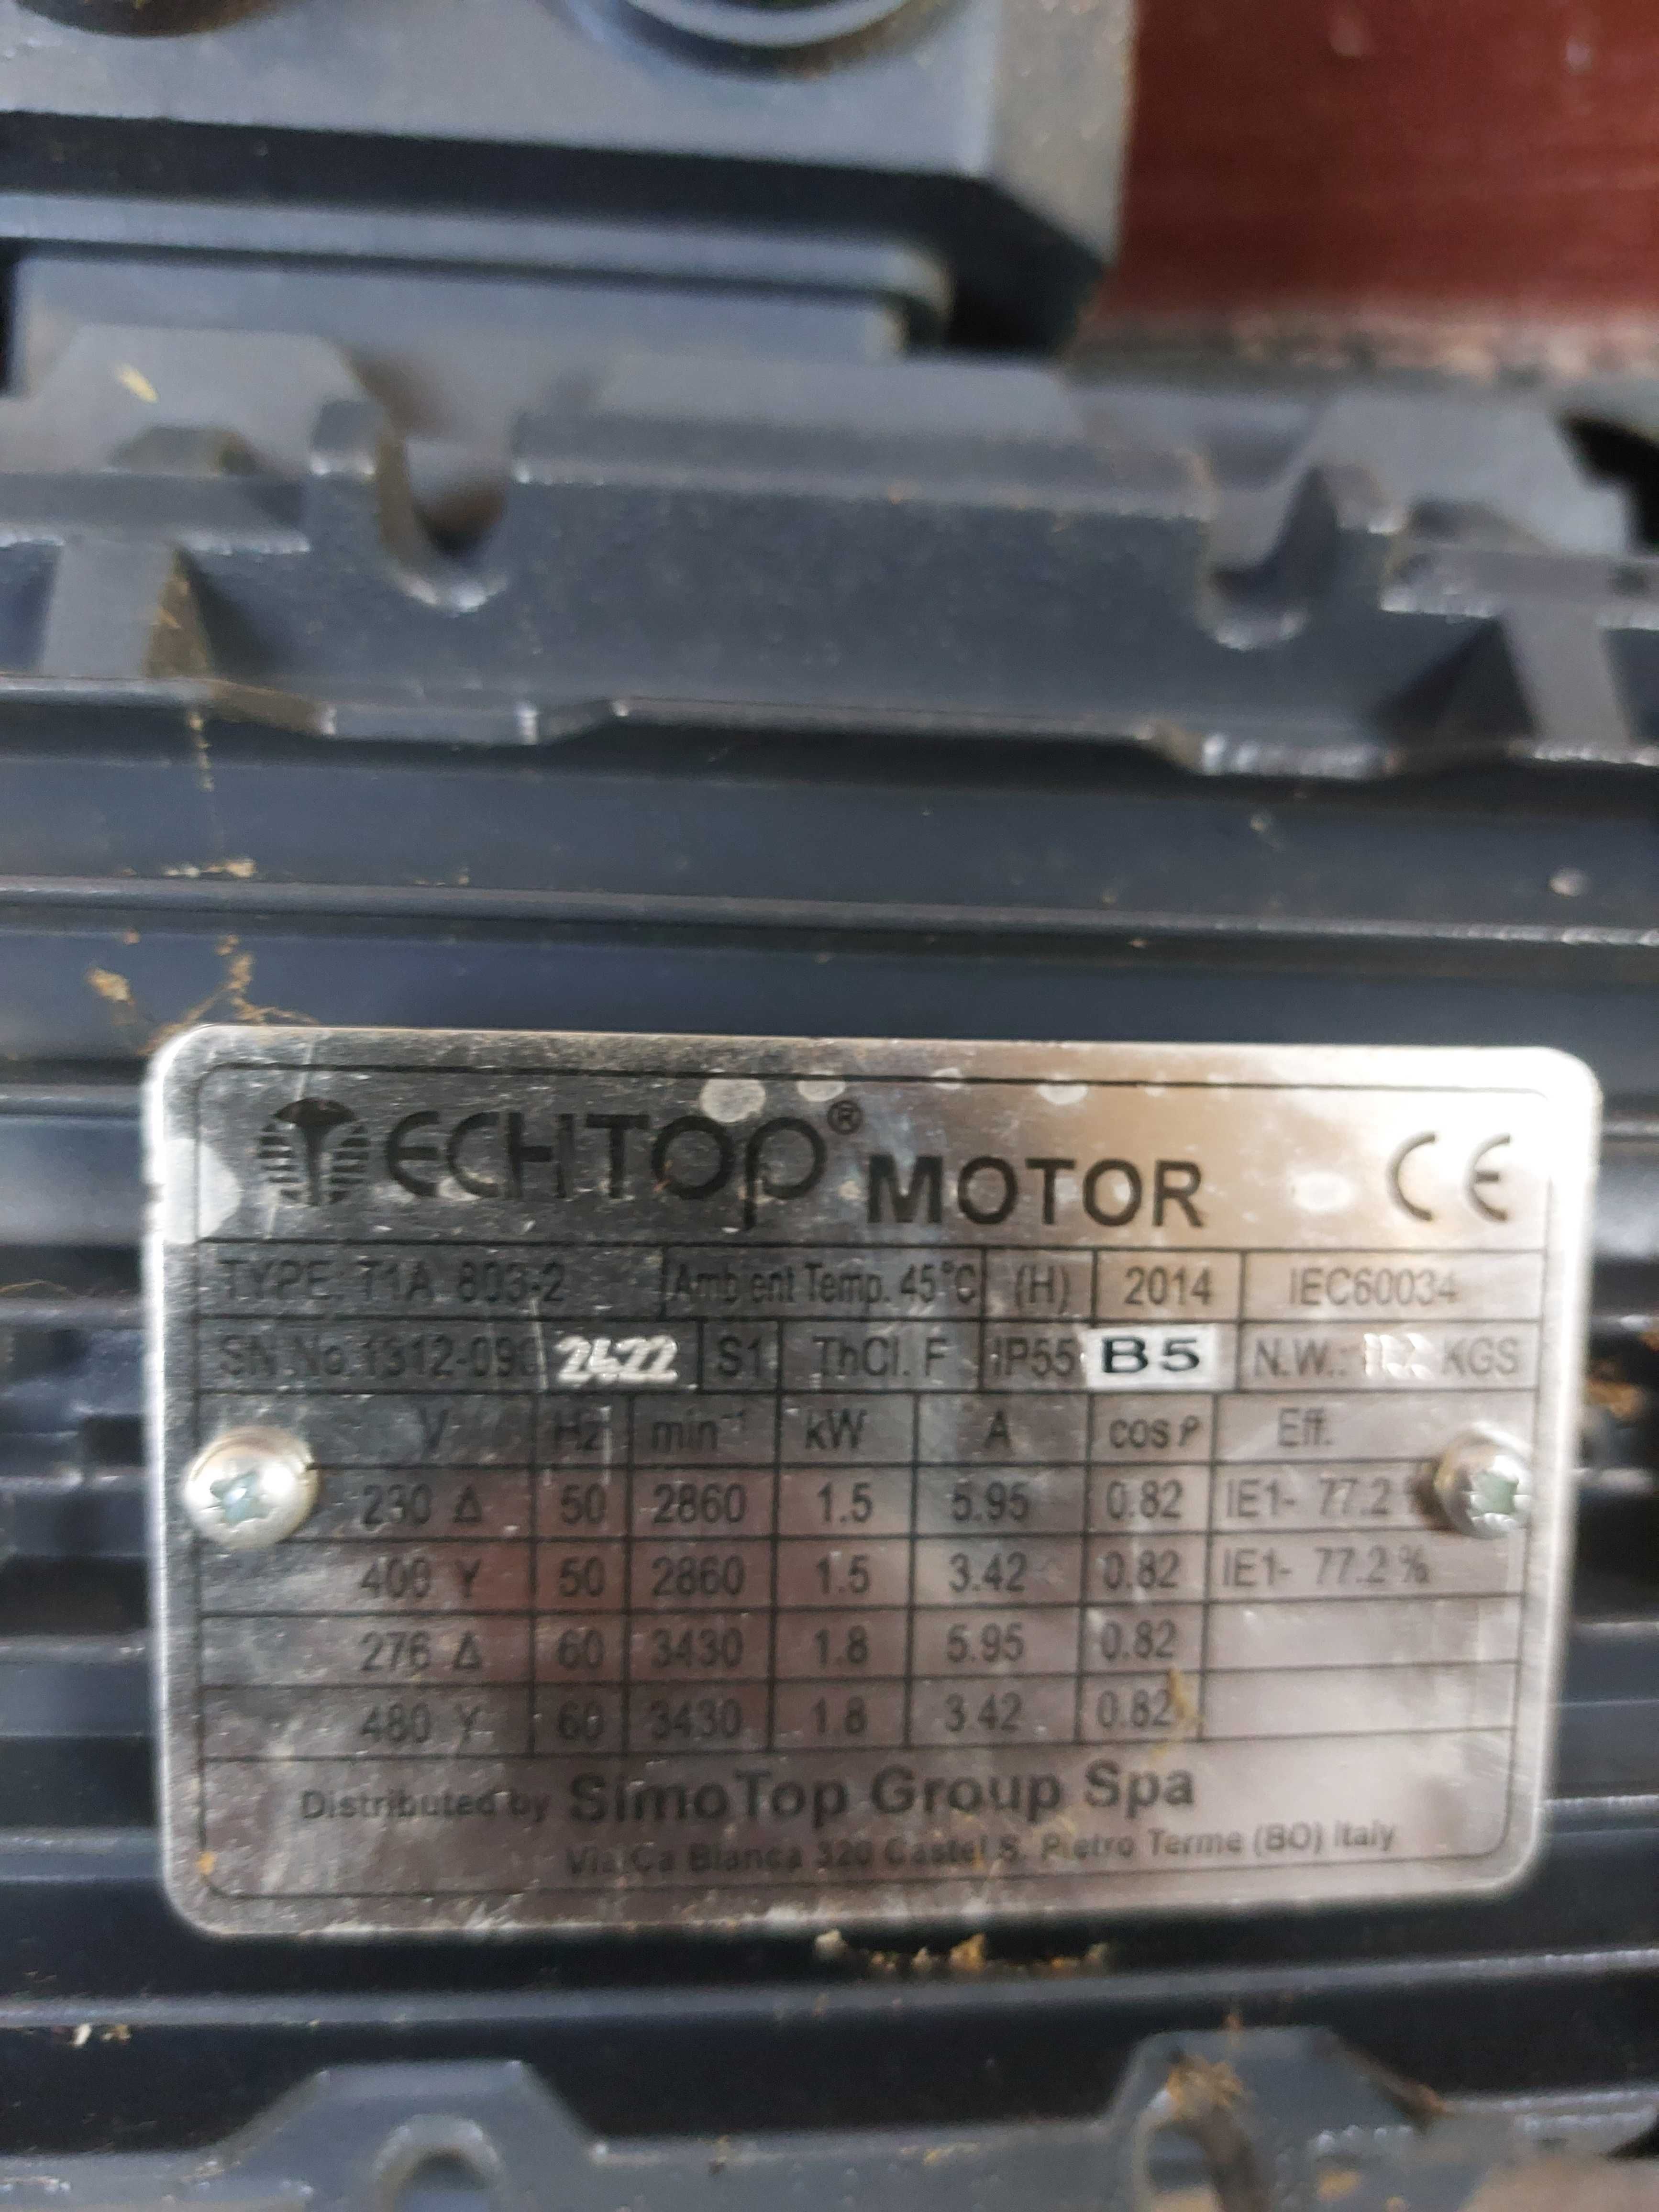 TECHTOP® MOTOR CE
TYPE. T1A 803-2 Ambient Temp. 45°C (H) 2014 IEC60034
SN No 1312-090 2422 S1 ThCl. F IP55 B5 N.W.: KGS
V Hz min⁻¹ kW A cos φ Eff.
230 Δ 50 2860 1.5 5.95 0.82 IE1- 77.2
400 Y 50 2860 1.5 3.42 0.82 IE1- 77.2 %
276 Δ 60 3430 1.8 5.95 0.82
480 Y 60 3430 1.8 3.42 0.82
Distributed by SimoTop Group Spa
Via Ca Bianca 320 Castel S. Pietro Terme (BO) Italy